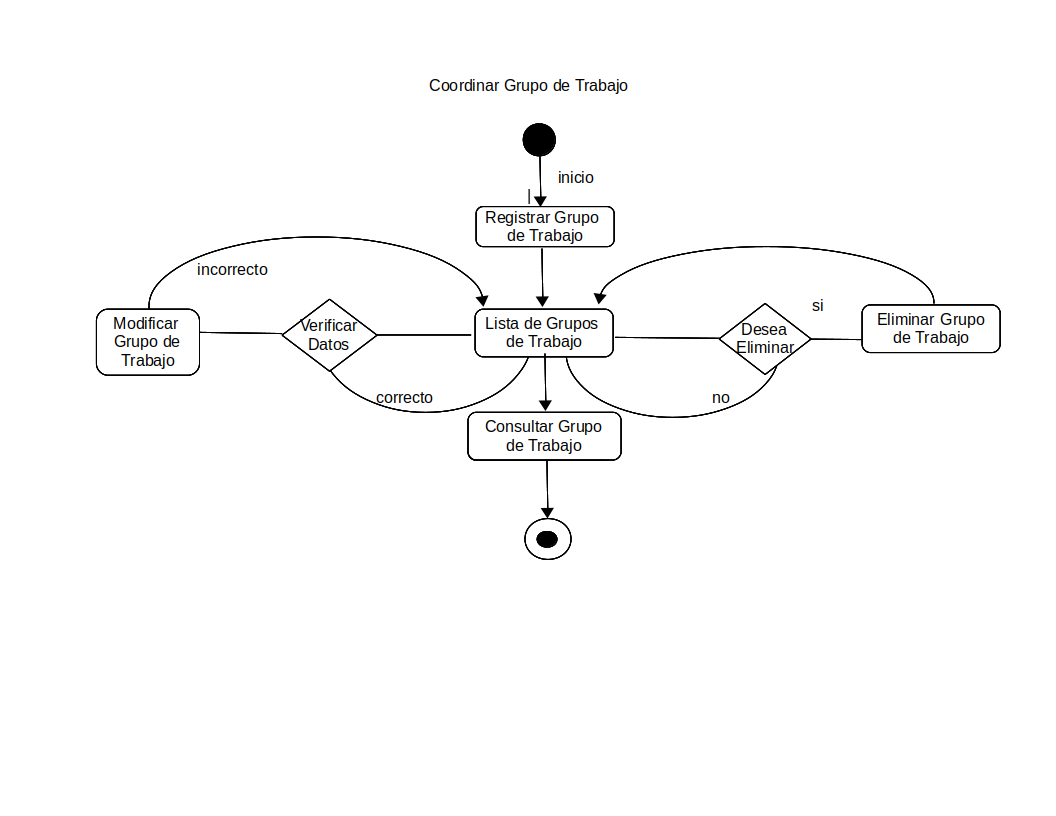 Coordinar Grupo de Trabajo
inicio
|
Registrar Grupo
de Trabajo
incorrecto
si
Modificar
Grupo de
Trabajo
Verificar
Datos
Lista de Grupos
de Trabajo
Desea
Eliminar
Eliminar Grupo
de Trabajo
correcto
no
Consultar Grupo
de Trabajo